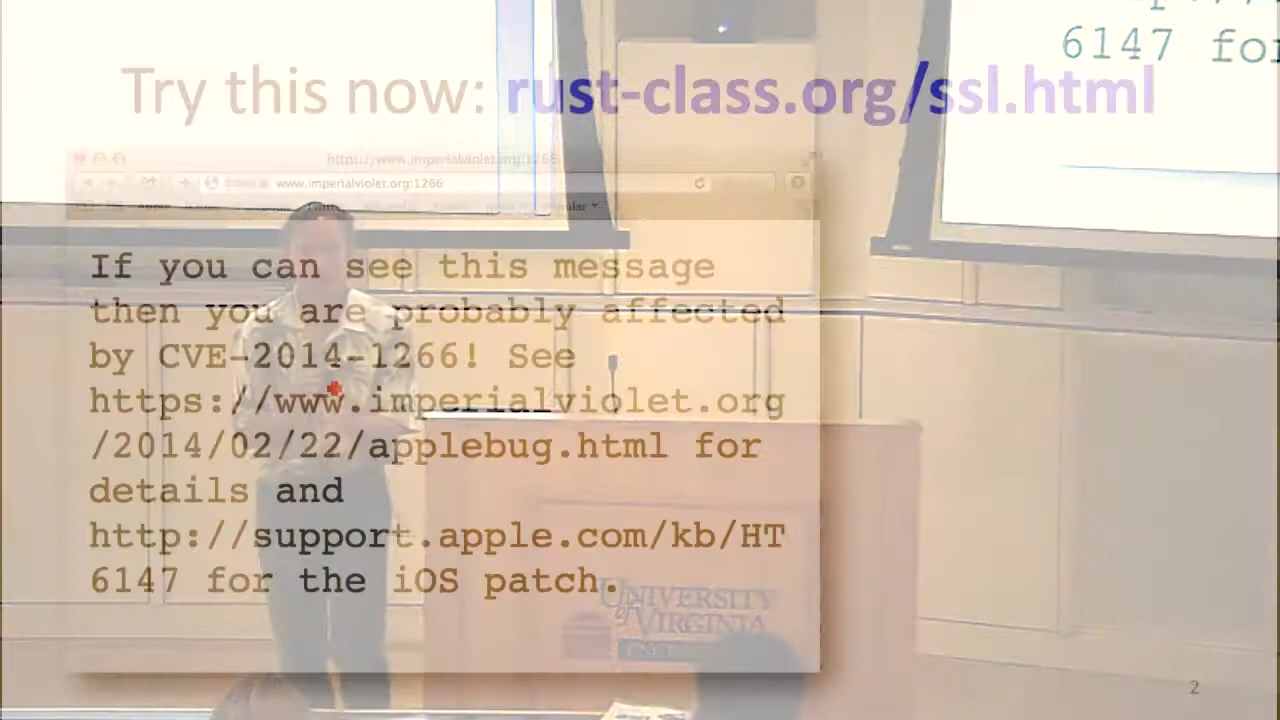 6147 for
Try this now: rust-class.org/ssl.html
https://www.imperialviolet.org:1266
www.imperialviolet.org:1266
If you can see this message
then you are probably affected
by CVE-2014-1266! See
https://www.imperialviolet.org
/2014/02/22/applebug.html for
details and
http://support.apple.com/kb/HT
6147 for the iOS patch.
UNIVERSITY
of VIRGINIA
2